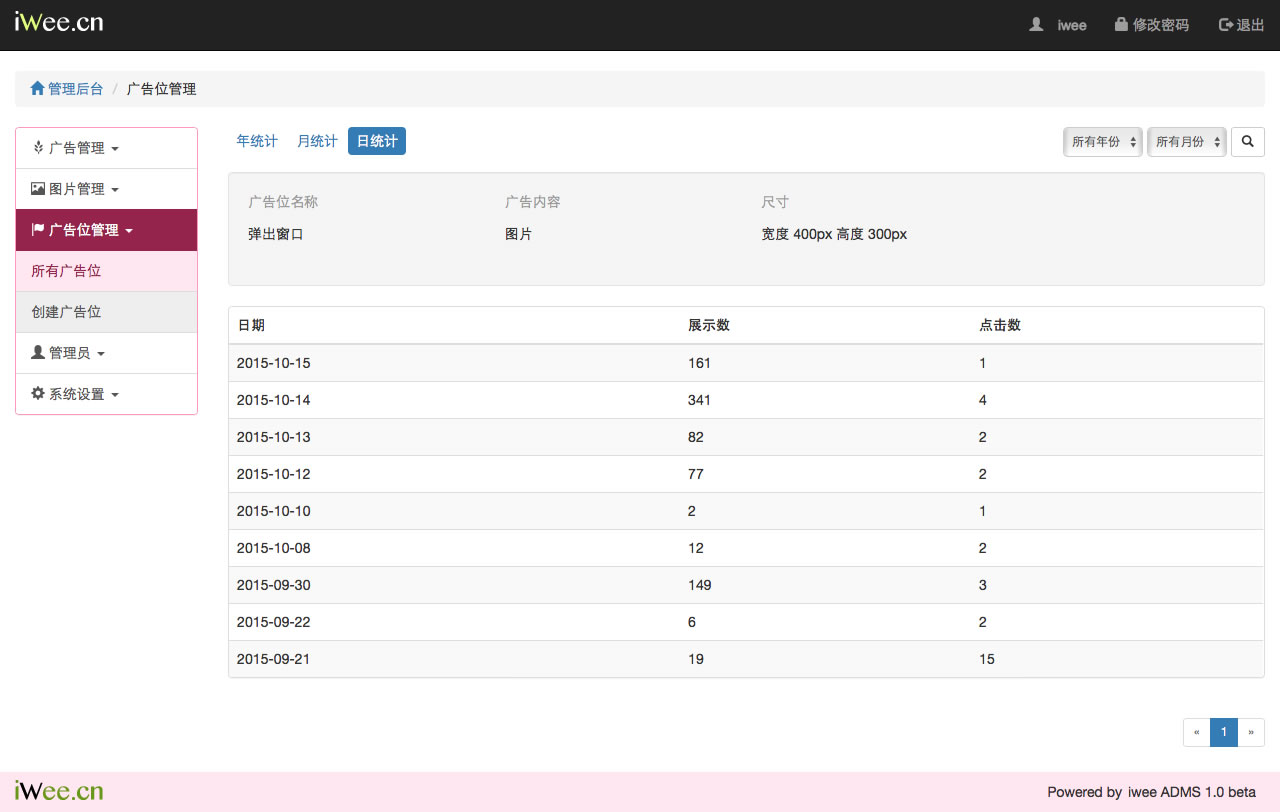 iWee.cn iwee 修改密码 退出
管理后台 / 广告位管理
广告管理
图片管理
广告位管理
所有广告位
创建广告位
管理员
系统设置
年统计 月统计 日统计 所有年份 所有月份
广告位名称 广告内容 尺寸
弹出窗口 图片 宽度 400px 高度 300px
日期 展示数 点击数
2015-10-15 161 1
2015-10-14 341 4
2015-10-13 82 2
2015-10-12 77 2
2015-10-10 2 1
2015-10-08 12 2
2015-09-30 149 3
2015-09-22 6 2
2015-09-21 19 15
« 1 »
iWee.cn Powered by iwee ADMS 1.0 beta